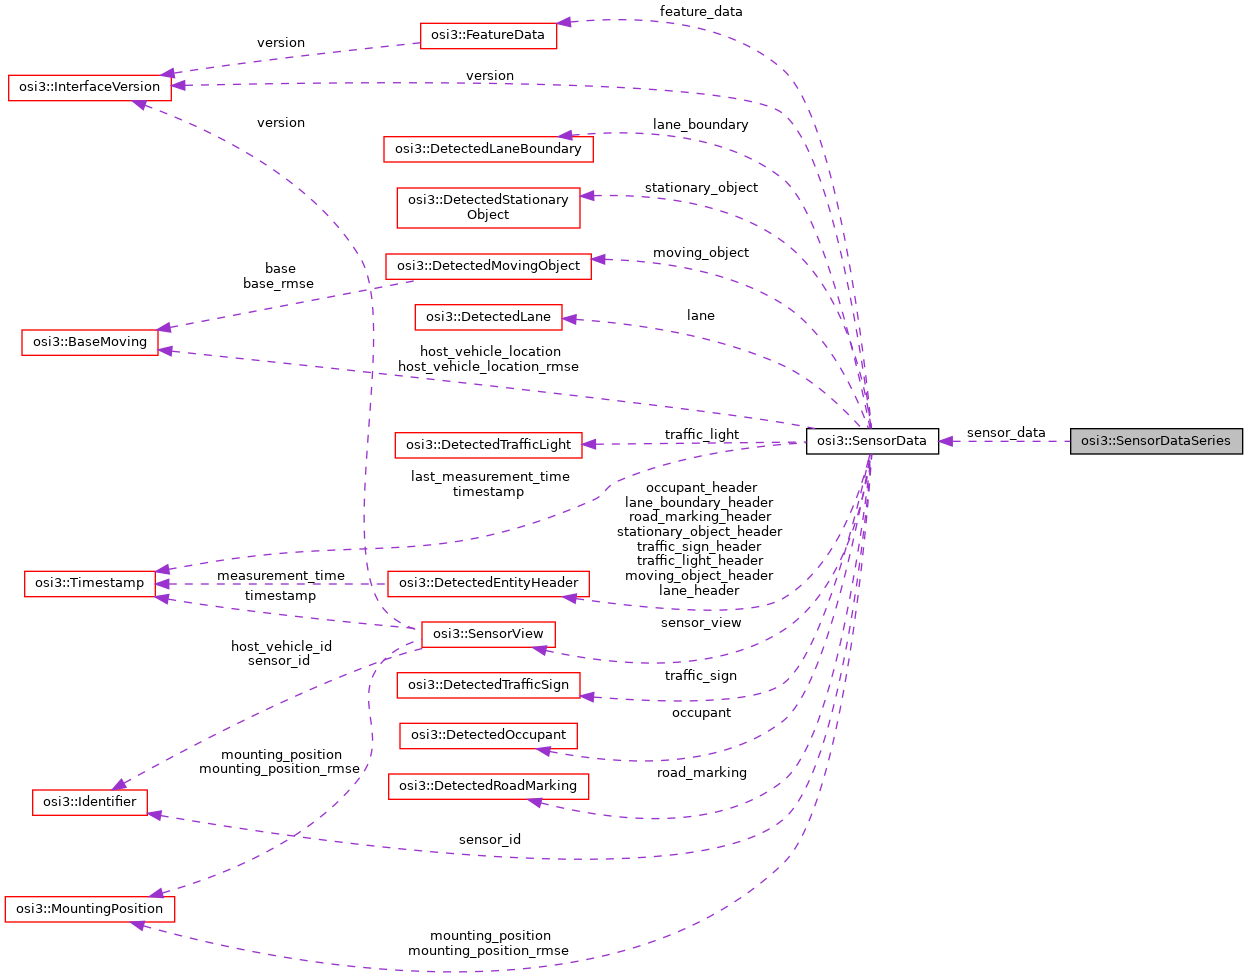 feature_data
osi3::FeatureData
version
version
osi3::InterfaceVersion
version
lane_boundary
osi3::DetectedLaneBoundary
stationary_object
osi3::DetectedStationary
Object
moving_object
osi3::DetectedMovingObject
base
base_rmse
lane
osi3::DetectedLane
osi3::BaseMoving
host_vehicle_location
host_vehicle_location_rmse
traffic_light
osi3::DetectedTrafficLight
osi3::SensorData
sensor_data
osi3::SensorDataSeries
last_measurement_time
timestamp
occupant_header
lane_boundary_header
road_marking_header
stationary_object_header
traffic_sign_header
traffic_light_header
moving_object_header
lane_header
osi3::Timestamp
measurement_time
osi3::DetectedEntityHeader
timestamp
sensor_view
osi3::SensorView
host_vehicle_id
sensor_id
traffic_sign
osi3::DetectedTrafficSign
occupant
osi3::DetectedOccupant
mounting_position
mounting_position_rmse
road_marking
osi3::DetectedRoadMarking
osi3::Identifier
sensor_id
osi3::MountingPosition
mounting_position
mounting_position_rmse